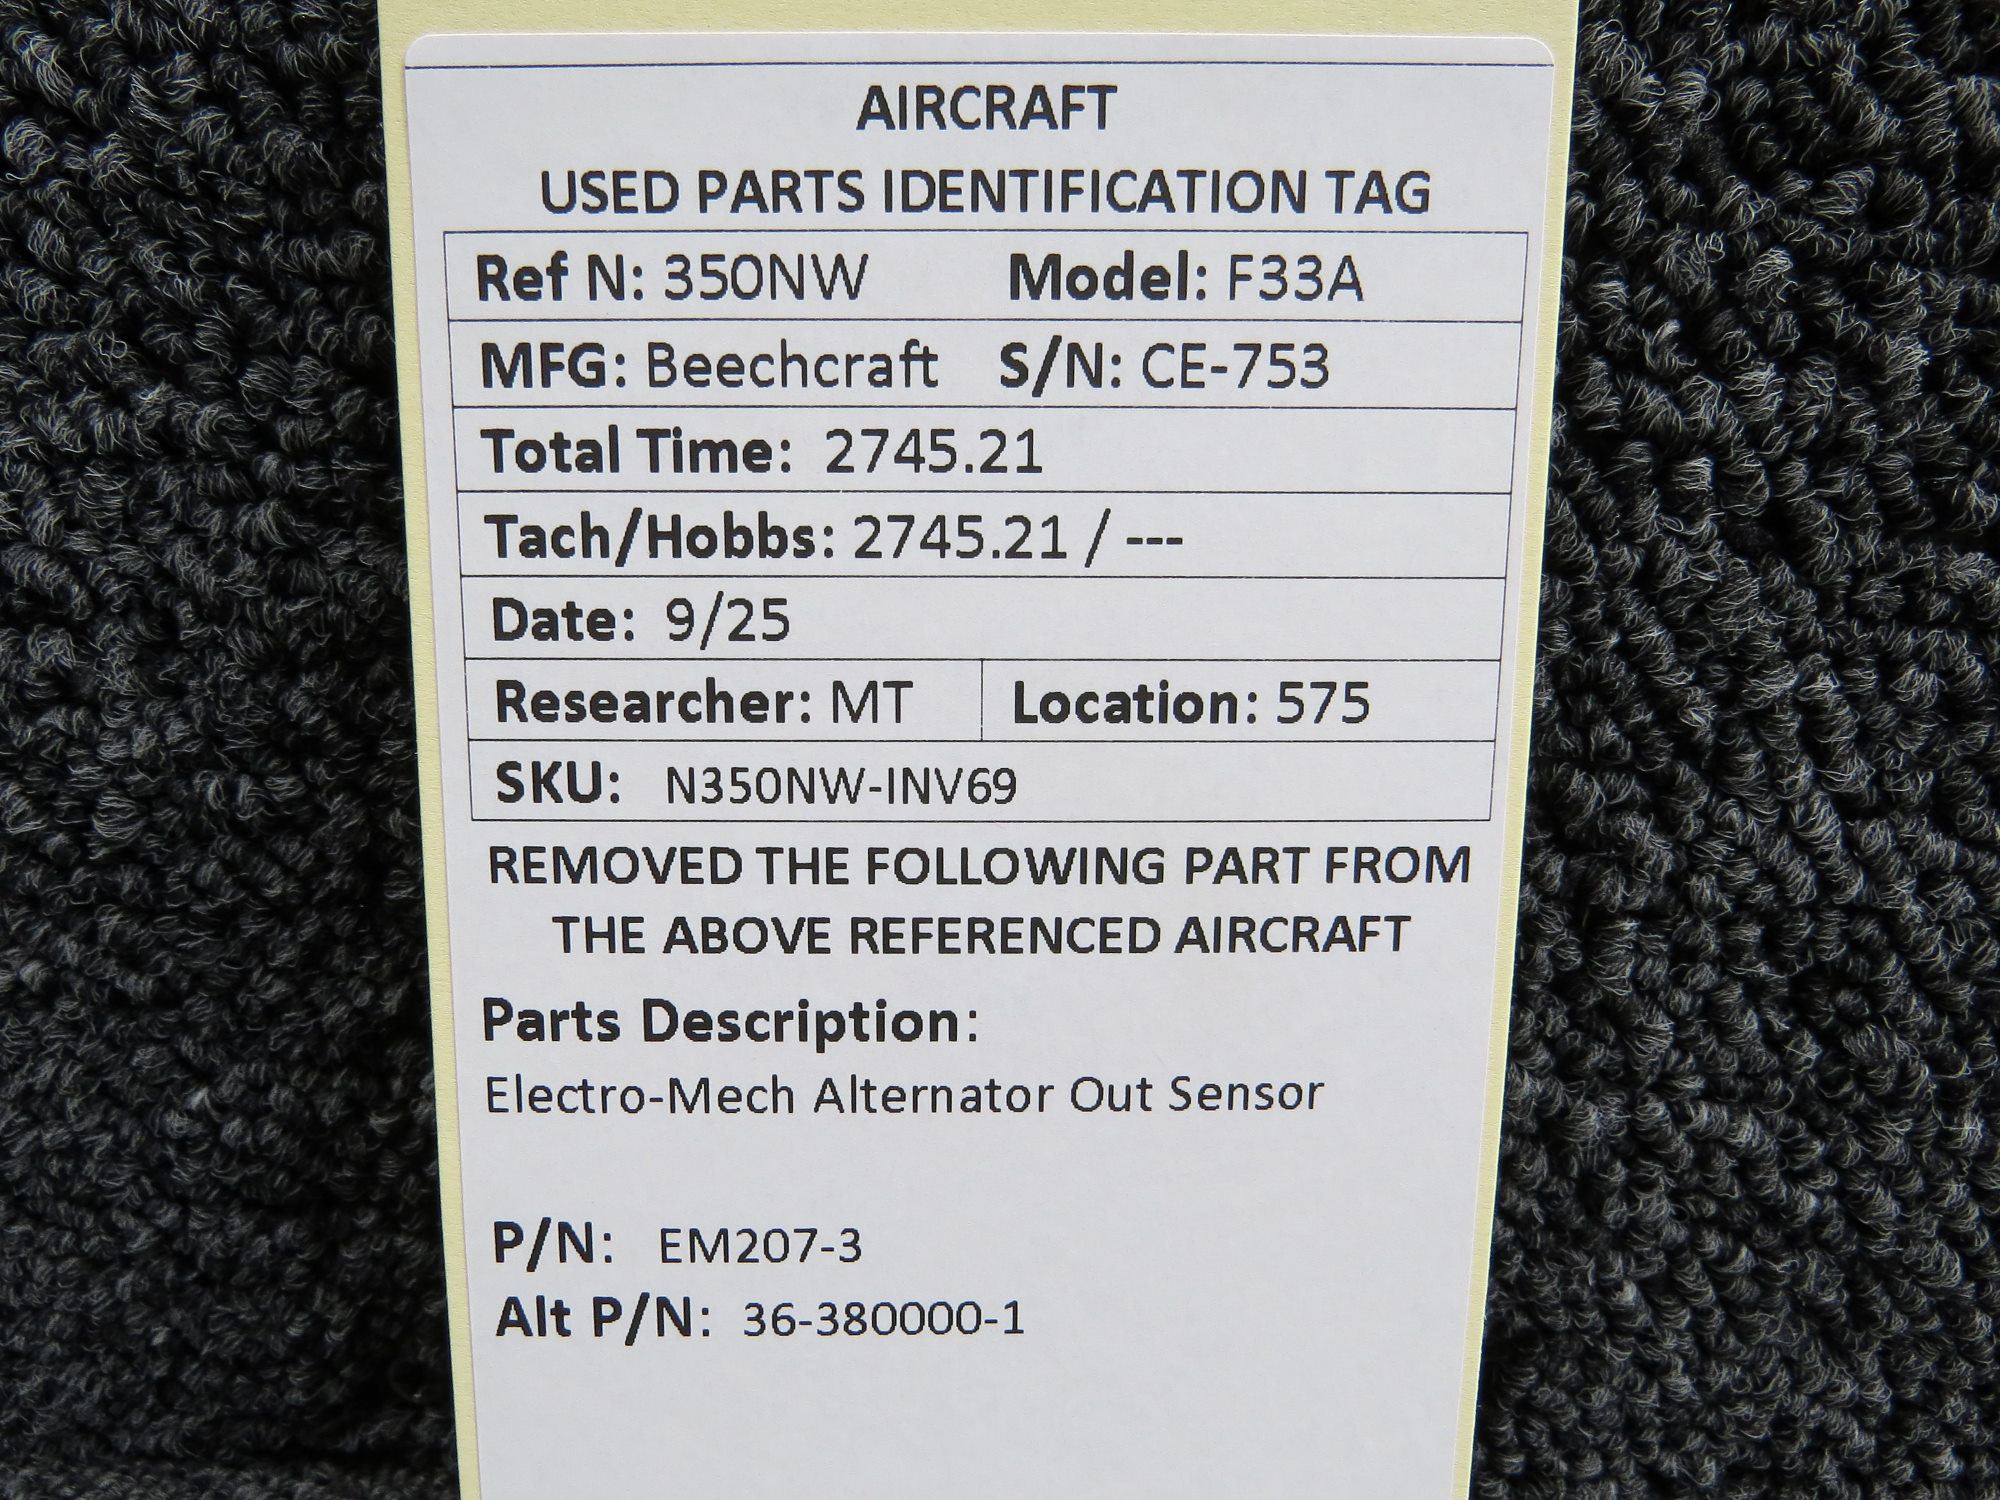 AIRCRAFT
USED PARTS IDENTIFICATION TAG
Ref N: 350NW Model: F33A
MFG: Beechcraft S/N: CE-753
Total Time: 2745.21
Tach/Hobbs: 2745.21 / ---
Date: 9/25
Researcher: MT Location: 575
SKU: N350NW-INV69
REMOVED THE FOLLOWING PART FROM
THE ABOVE REFERENCED AIRCRAFT
Parts Description:
Electro-Mech Alternator Out Sensor
P/N: EM207-3
Alt P/N: 36-380000-1